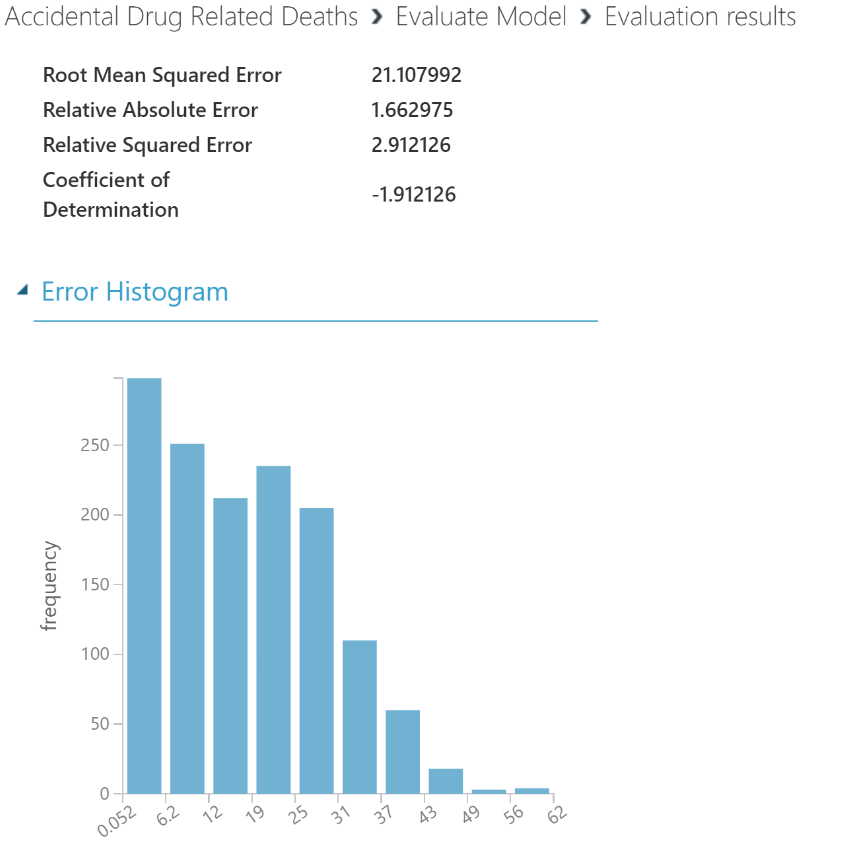 Accidental Drug Related Deaths ❯ Evaluate Model ❯ Evaluation results
Root Mean Squared Error 21.107992
Relative Absolute Error 1.662975
Relative Squared Error 2.912126
Coefficient of
Determination -1.912126
Error Histogram
250
200
150
100
50
0
frequency
0.052 6.2 12 19 25 31 37 43 49 56 62